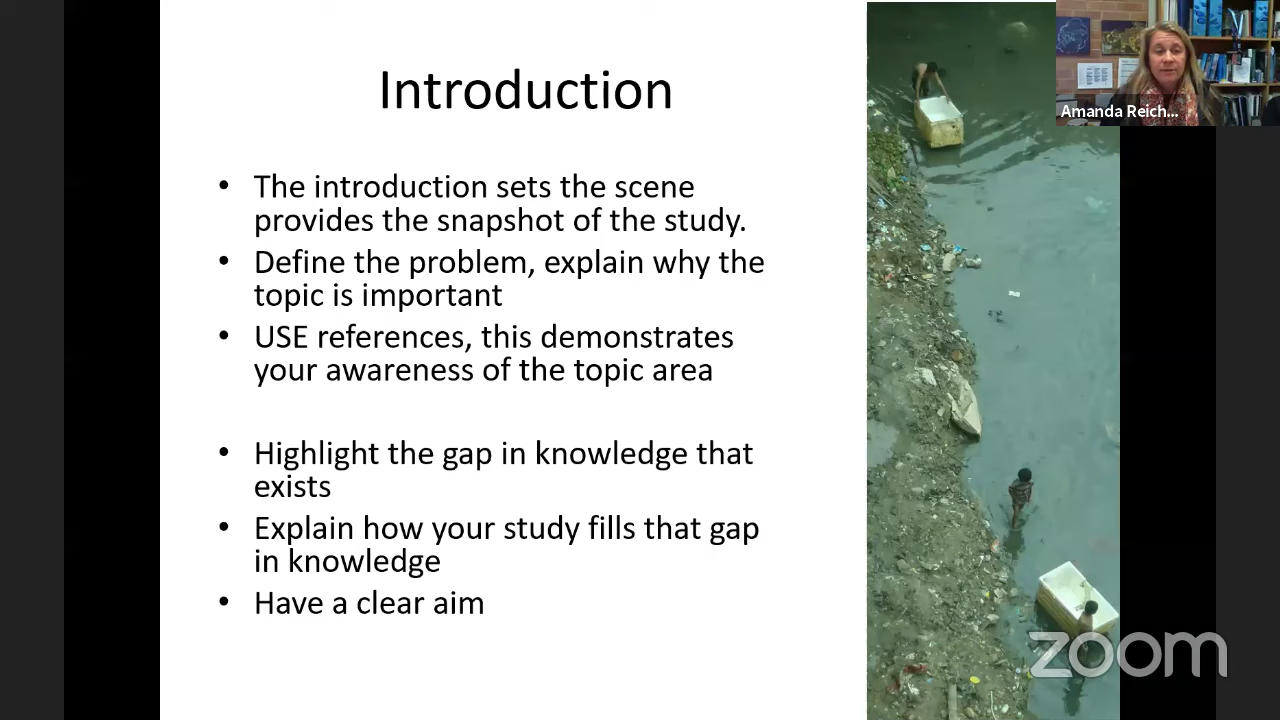 Introduction
• The introduction sets the scene
provides the snapshot of the study.
• Define the problem, explain why the
topic is important
• USE references, this demonstrates
your awareness of the topic area
• Highlight the gap in knowledge that
exists
• Explain how your study fills that gap
in knowledge
• Have a clear aim
Amanda Reich...
zoom